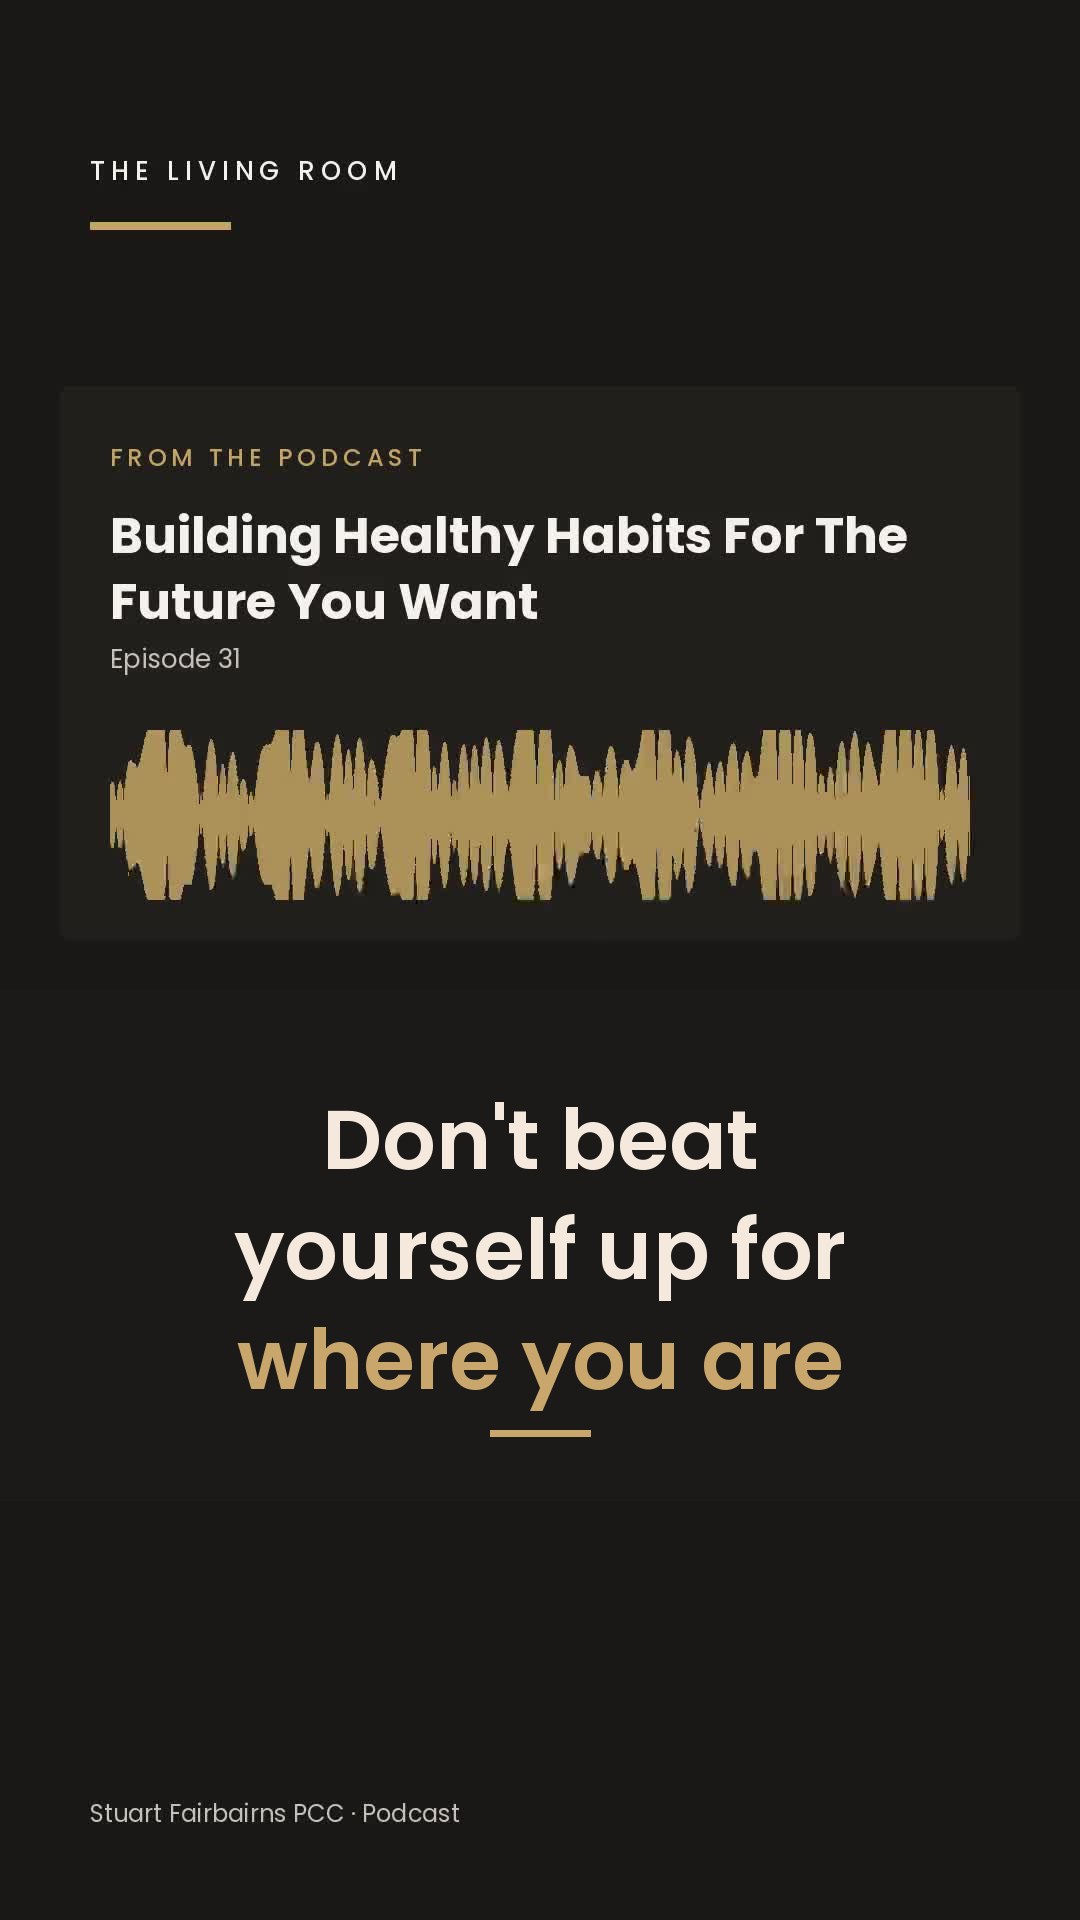 THE LIVING ROOM
FROM THE PODCAST
Building Healthy Habits For The
Future You Want
Episode 31
Don't beat
yourself up for
where you are
Stuart Fairbairns PCC · Podcast